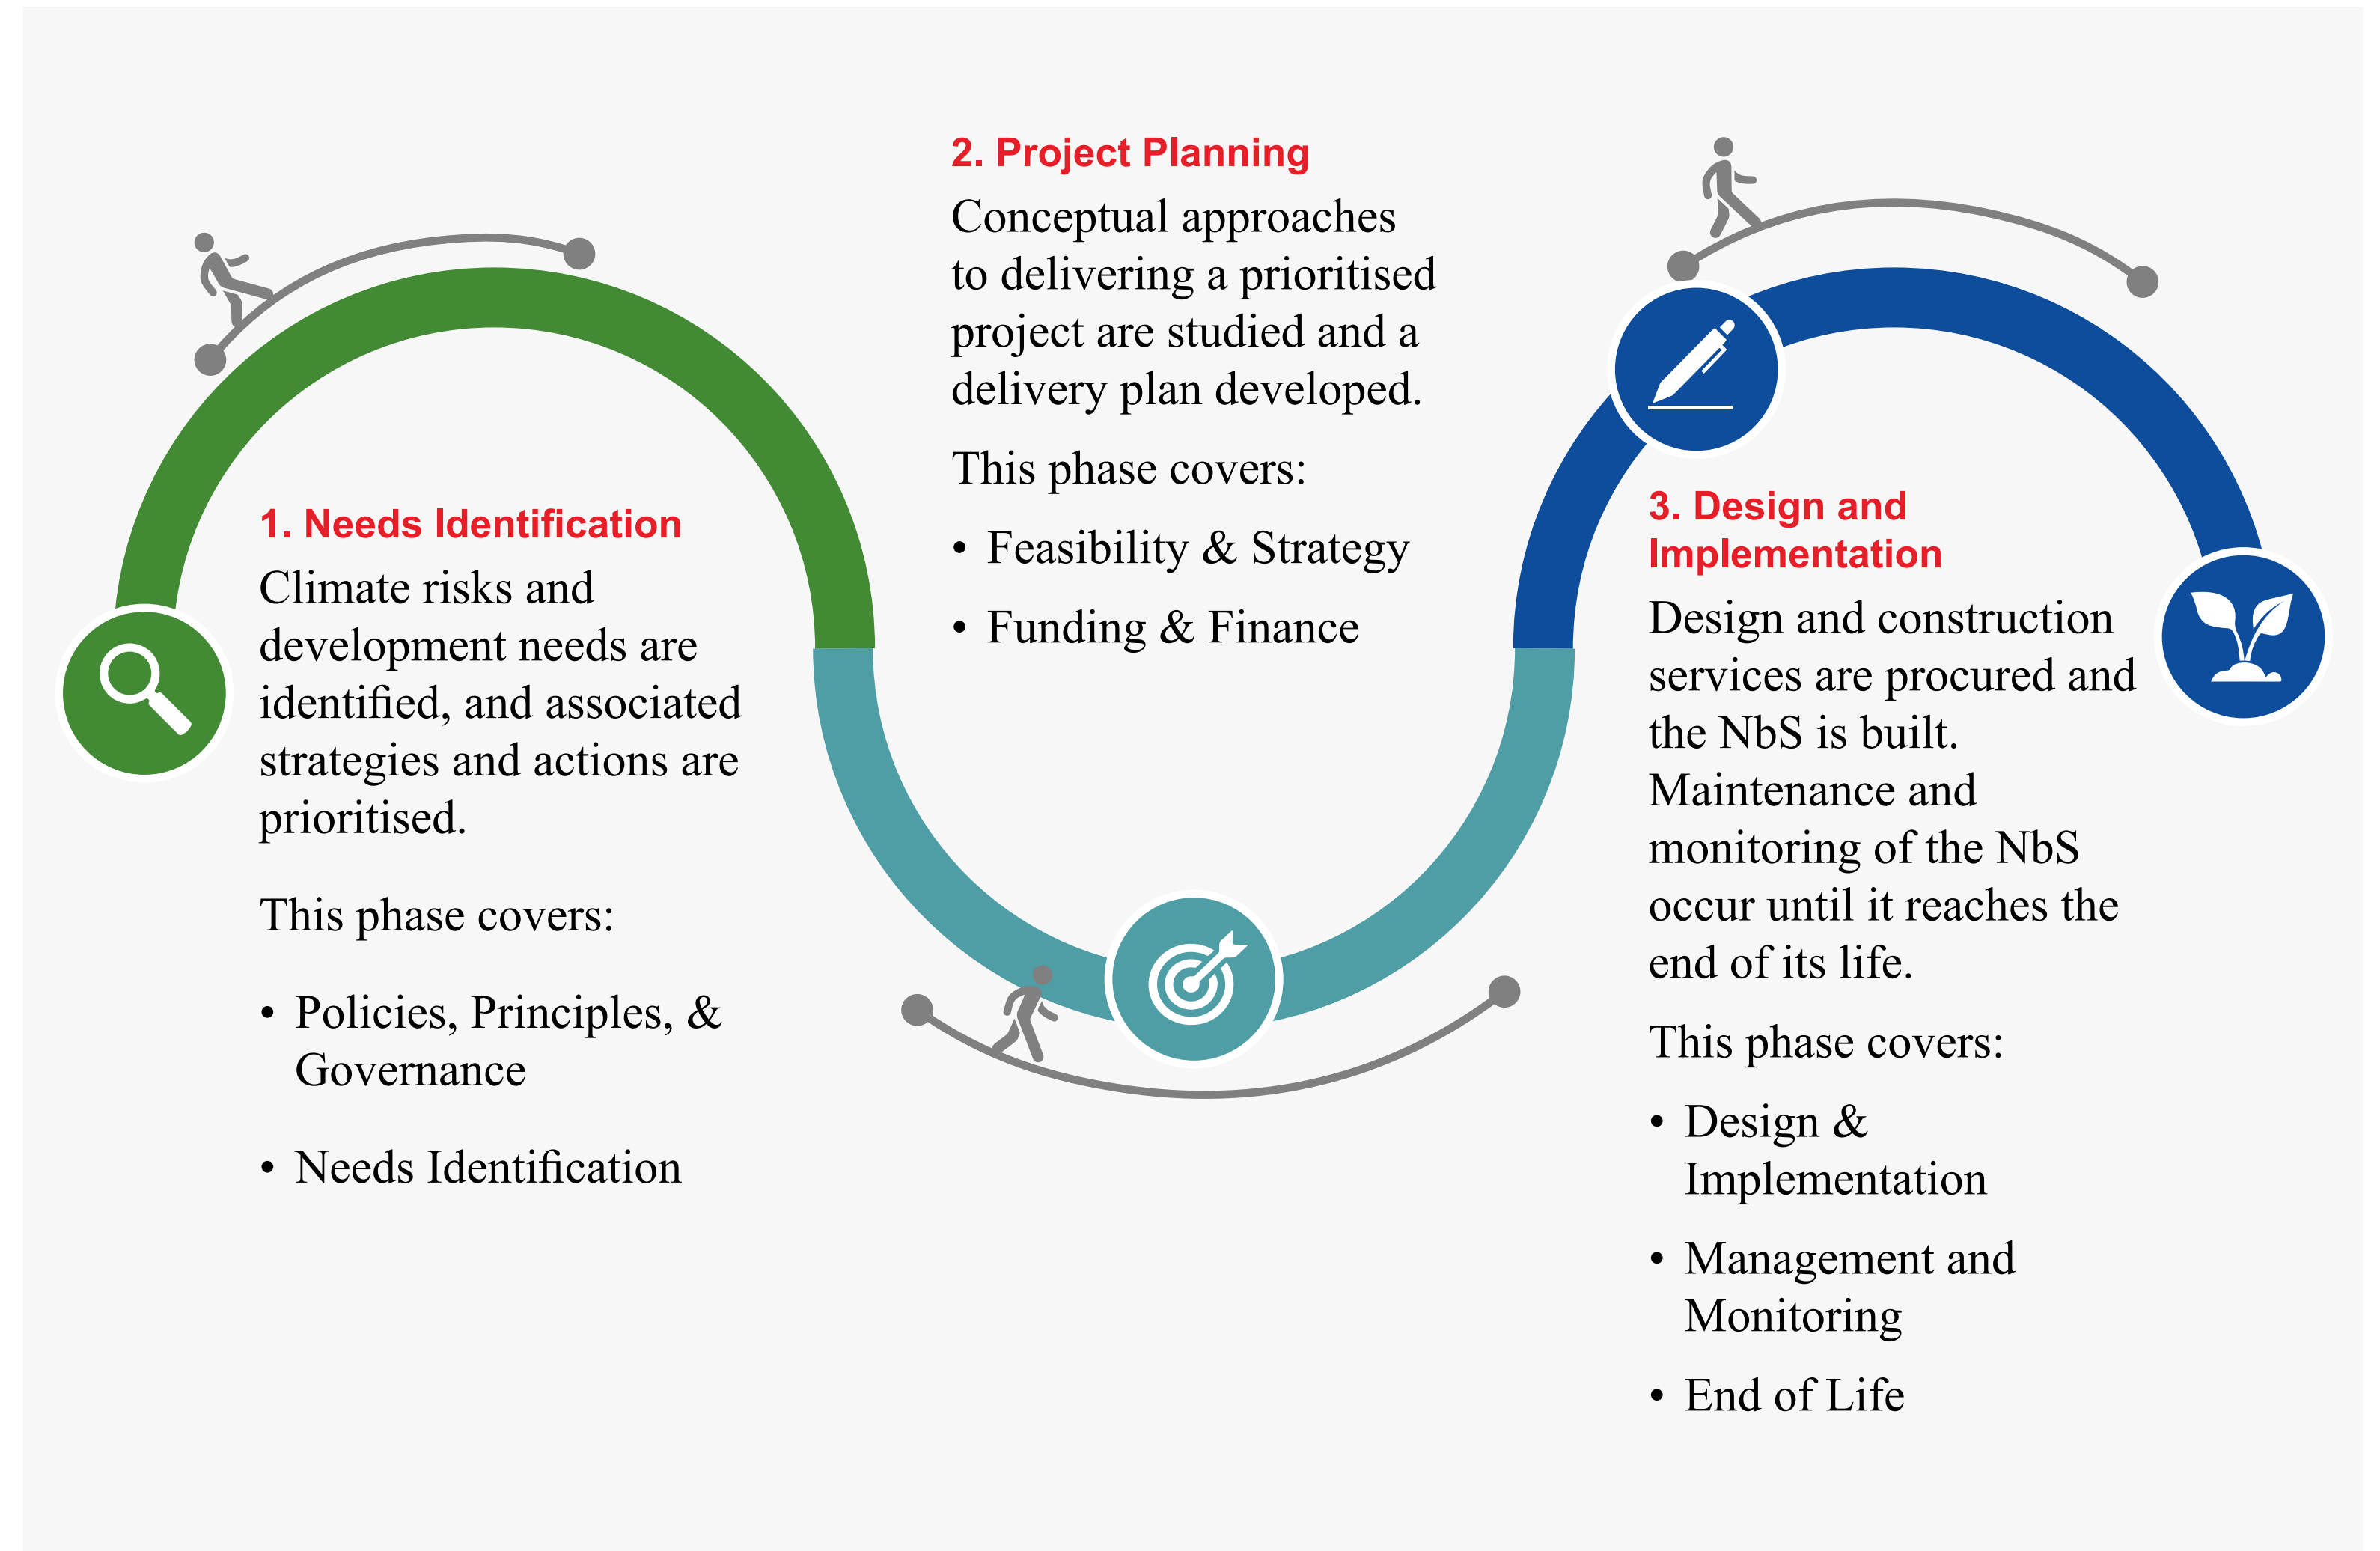 1. Needs Identification
Climate risks and
development needs are
identified, and associated
strategies and actions are
prioritised.
This phase covers:
• Policies, Principles, &
Governance
• Needs Identification
2. Project Planning
Conceptual approaches
to delivering a prioritised
project are studied and a
delivery plan developed.
This phase covers:
• Feasibility & Strategy
• Funding & Finance
3. Design and
Implementation
Design and construction
services are procured and
the NbS is built.
Maintenance and
monitoring of the NbS
occur until it reaches the
end of its life.
This phase covers:
• Design &
Implementation
• Management and
Monitoring
• End of Life